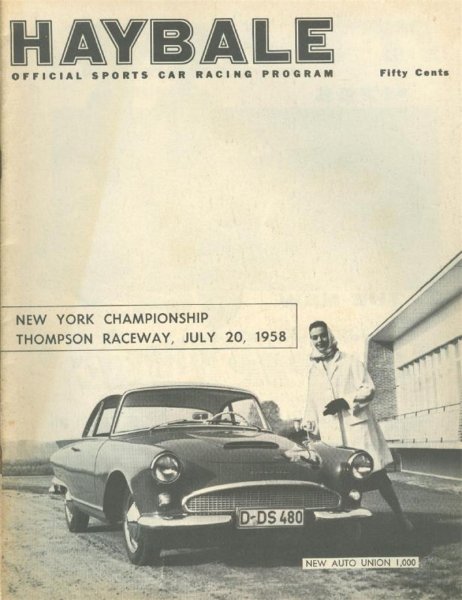 HAYBALE
OFFICIAL SPORTS CAR RACING PROGRAM Fifty Cents
NEW YORK CHAMPIONSHIP
THOMPSON RACEWAY, JULY 20, 1958
D-DS 480
NEW AUTO UNION 1,000